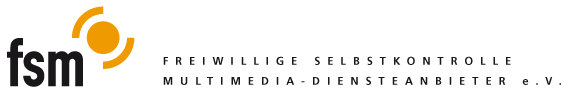 fsm
FREIWILLIGE SELBSTKONTROLLE
MULTIMEDIA-DIENSTEANBIETER e.V.